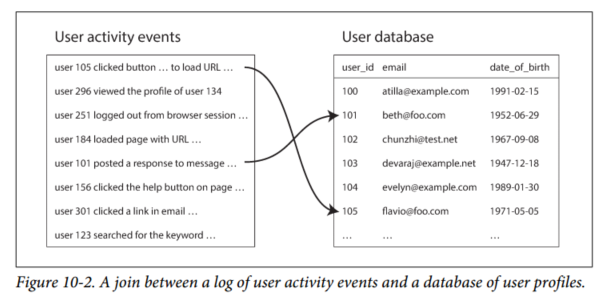 User activity events
user 105 clicked button … to load URL …
user 296 viewed the profile of user 134
user 251 logged out from browser session …
user 184 loaded page with URL …
user 101 posted a response to message …
user 156 clicked the help button on page …
user 301 clicked a link in email …
user 123 searched for the keyword …
User database
user_id email date_of_birth
100 atilla@example.com 1991-02-15
101 beth@foo.com 1952-06-29
102 chunzhi@test.net 1967-09-08
103 devaraj@example.net 1947-12-18
104 evelyn@example.com 1989-01-30
105 flavio@foo.com 1971-05-05
… … …
Figure 10-2. A join between a log of user activity events and a database of user profiles.